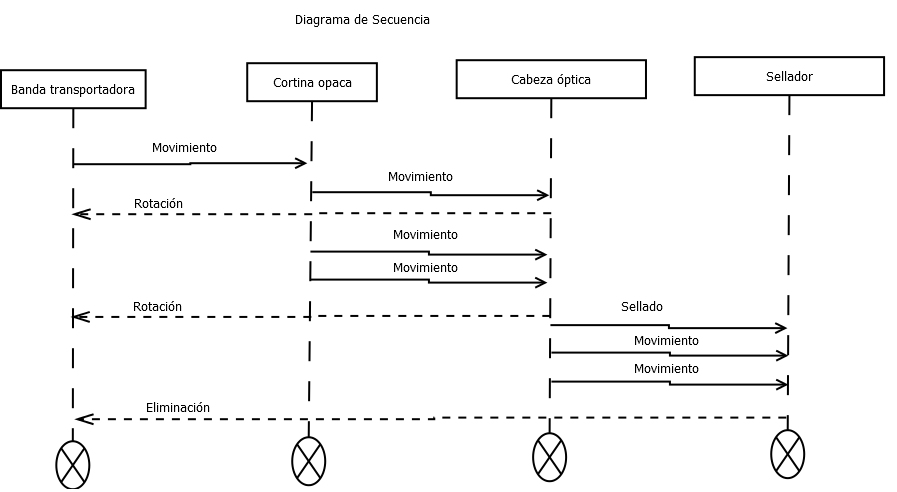 Diagrama de Secuencia
Banda transportadora
Cortina opaca
Cabeza óptica
Sellador
Movimiento
Movimiento
Rotación
Movimiento
Movimiento
Rotación
Sellado
Movimiento
Movimiento
Eliminación